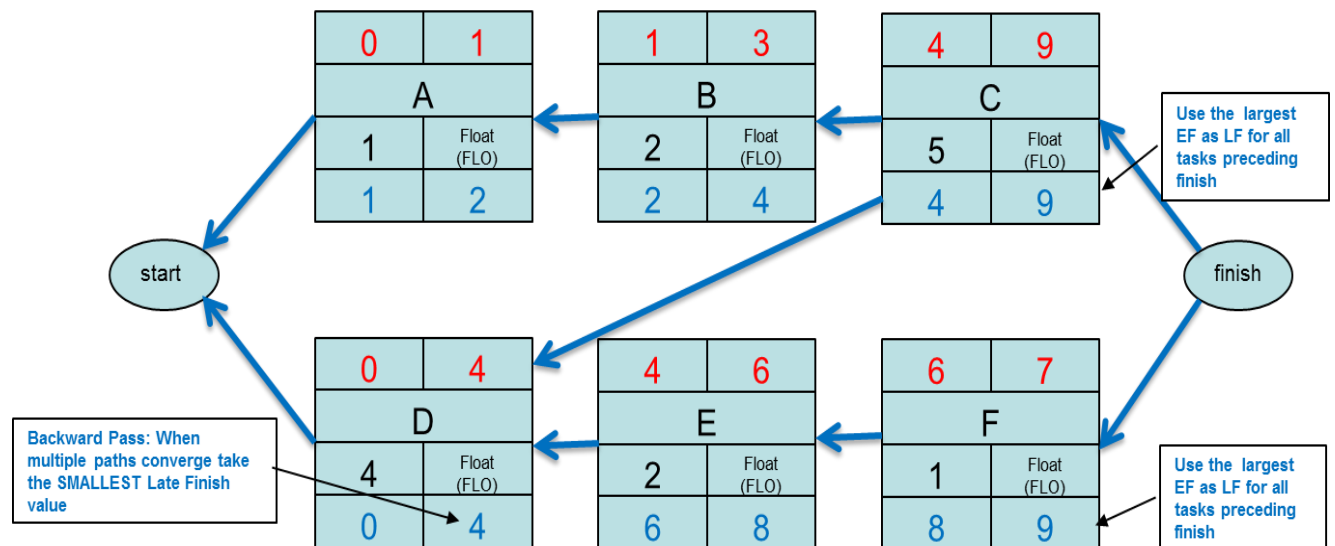 0 1
A
1 Float
(FLO)
1 2
1 3
B
2 Float
(FLO)
2 4
4 9
C
5 Float
(FLO)
4 9
Use the largest
EF as LF for all
tasks preceding
finish
start
finish
0 4
D
4 Float
(FLO)
0 4
4 6
E
2 Float
(FLO)
6 8
6 7
F
1 Float
(FLO)
8 9
Backward Pass: When
multiple paths converge take
the SMALLEST Late Finish
value
Use the largest
EF as LF for all
tasks preceding
finish